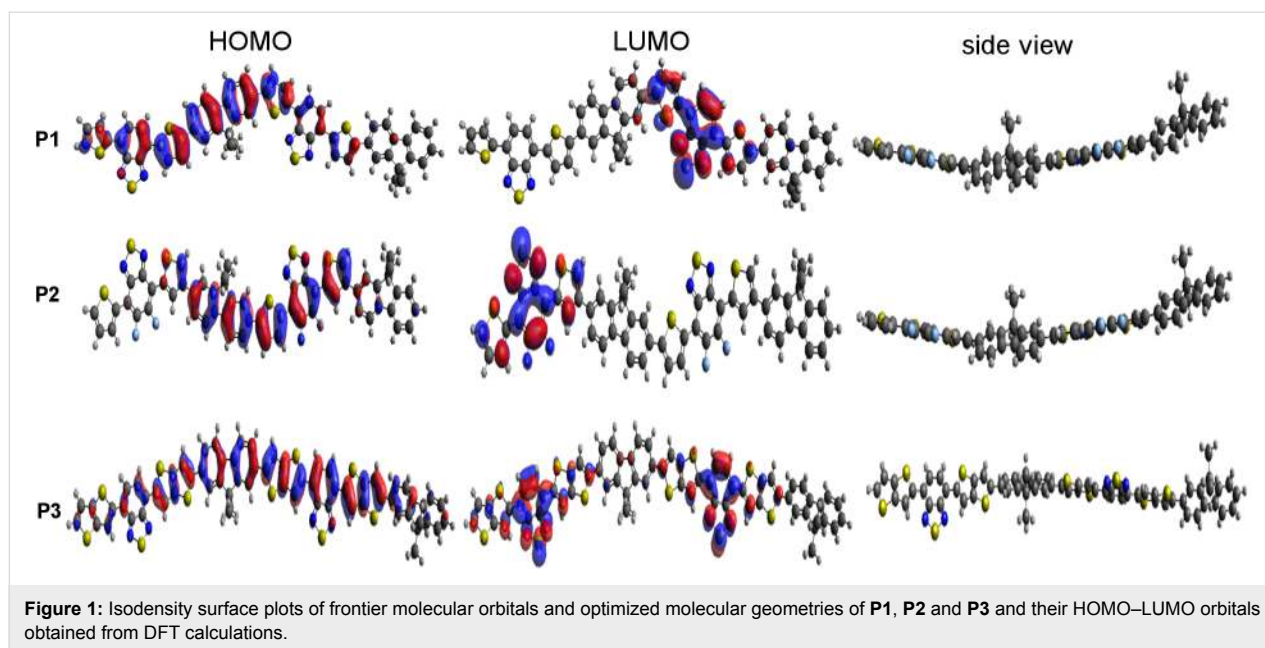 HOMO
LUMO
side view
P1
P2
P3
Figure 1: Isodensity surface plots of frontier molecular orbitals and optimized molecular geometries of P1, P2 and P3 and their HOMO–LUMO orbitals
obtained from DFT calculations.